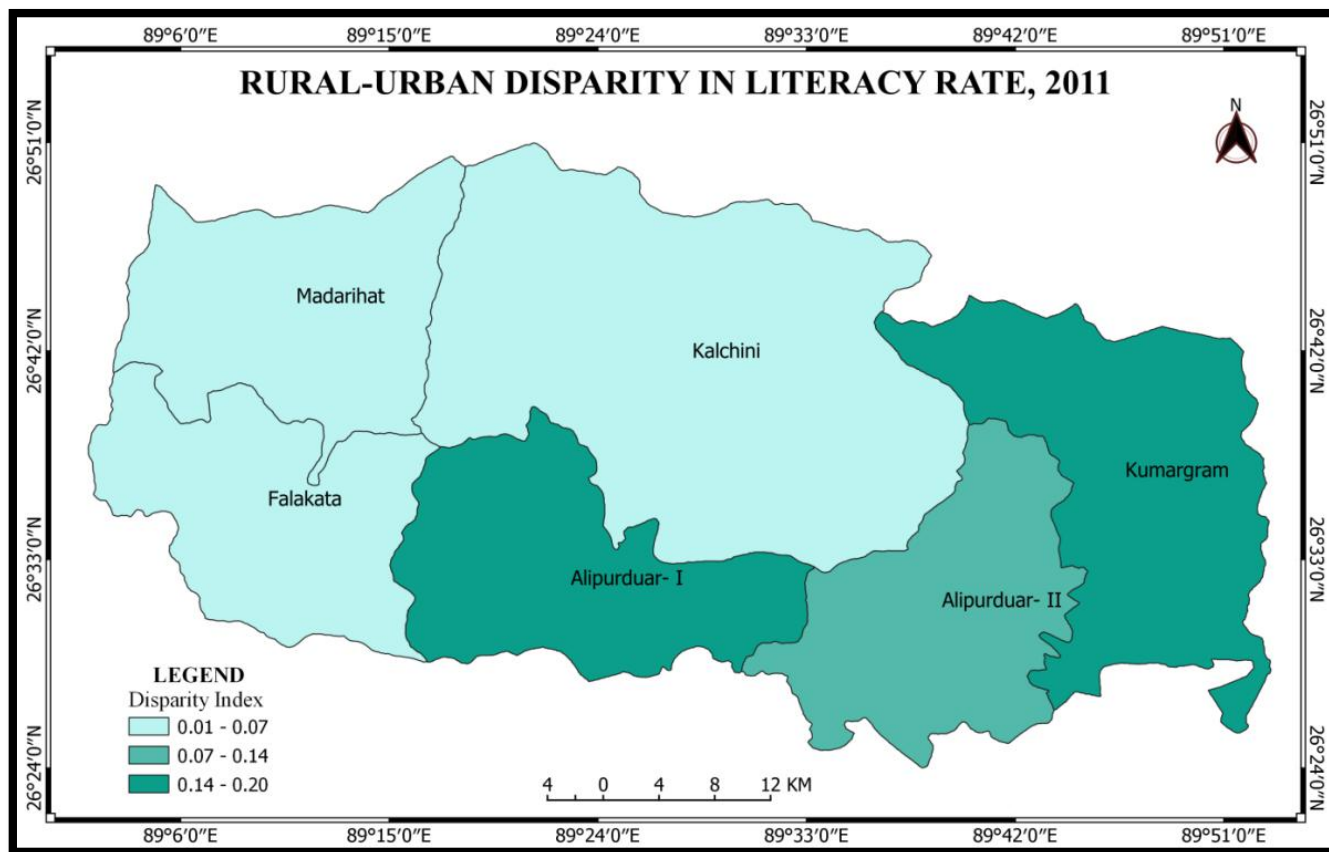 89°6′0″E 89°15′0″E 89°24′0″E 89°33′0″E 89°42′0″E 89°51′0″E
RURAL-URBAN DISPARITY IN LITERACY RATE, 2011
N
26°51′0″N 26°51′0″N
Madarihat
Kalchini
26°42′0″N 26°42′0″N
Kumargram
Falakata
Alipurduar- I
26°33′0″N 26°33′0″N
Alipurduar- II
LEGEND
Disparity Index
0.01 - 0.07
0.07 - 0.14
0.14 - 0.20
4 0 4 8 12 KM
26°24′0″N 26°24′0″N
89°6′0″E 89°15′0″E 89°24′0″E 89°33′0″E 89°42′0″E 89°51′0″E